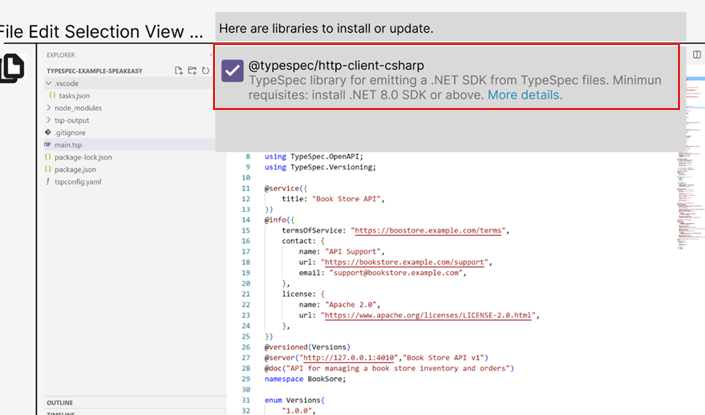 File Edit Selection View ...
Here are libraries to install or update.
@typespec/http-client-csharp
TypeSpec library for emitting a .NET SDK from TypeSpec files. Minimun
requisites: install .NET 8.0 SDK or above. More details.
EXPLORER
TYPESPEC-EXAMPLE-SPEAKEASY
.vscode
tasks.json
node_modules
tsp-output
.gitignore
main.tsp
package-lock.json
package.json
tspconfig.yaml
OUTLINE
TIMELINE
8 using TypeSpec.OpenAPI;
9 using TypeSpec.Versioning;
10
11 @service({
12 title: "Book Store API",
13 })
14 @info({
15 termsOfService: "https://boostore.example.com/terms",
16 contact: {
17 name: "API Support",
18 url: "https://bookstore.example.com/support",
19 email: "support@bookstore.example.com",
20 },
21 license: {
22 name: "Apache 2.0",
23 url: "https://www.apache.org/licenses/LICENSE-2.0.html",
24 },
25 })
26 @versioned(Versions)
27 @server("http://127.0.0.1:4010","Book Store API v1")
28 @doc("API for managing a book store inventory and orders")
29 namespace BookSore;
30
31 enum Versions{
32 "1.0.0",